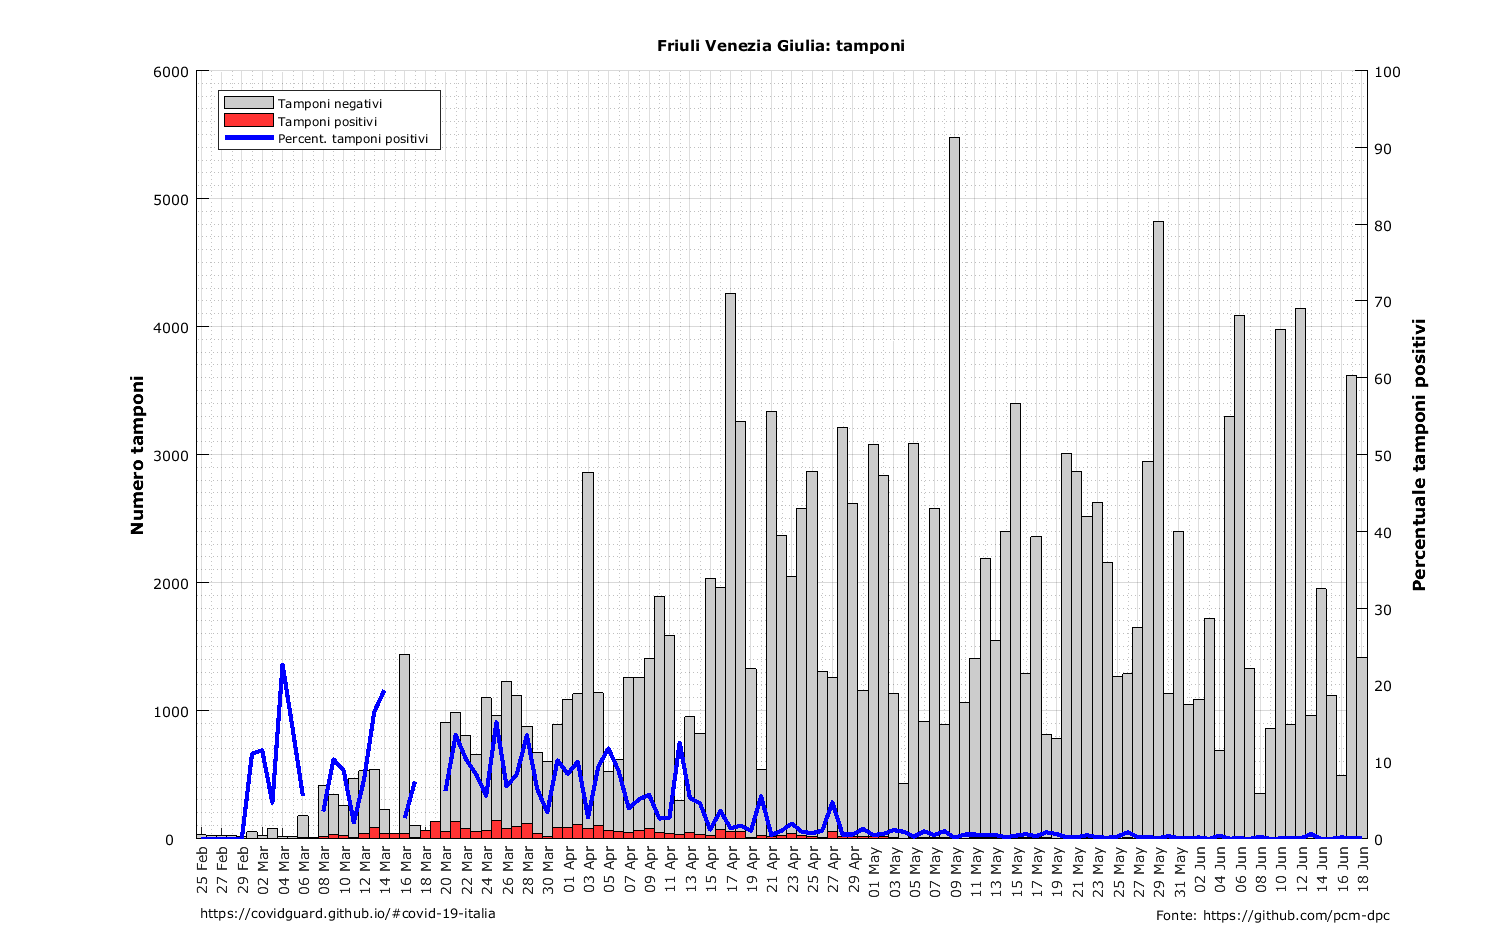 Friuli Venezia Giulia: tamponi
Tamponi negativi
Tamponi positivi
Percent. tamponi positivi
Numero tamponi
6000
5000
4000
3000
2000
1000
0
Percentuale tamponi positivi
100
90
80
70
60
50
40
30
20
10
0
25 Feb
27 Feb
29 Feb
02 Mar
04 Mar
06 Mar
08 Mar
10 Mar
12 Mar
14 Mar
16 Mar
18 Mar
20 Mar
22 Mar
24 Mar
26 Mar
28 Mar
30 Mar
01 Apr
03 Apr
05 Apr
07 Apr
09 Apr
11 Apr
13 Apr
15 Apr
17 Apr
19 Apr
21 Apr
23 Apr
25 Apr
27 Apr
29 Apr
01 May
03 May
05 May
07 May
09 May
11 May
13 May
15 May
17 May
19 May
21 May
23 May
25 May
27 May
29 May
31 May
02 Jun
04 Jun
06 Jun
08 Jun
10 Jun
12 Jun
14 Jun
16 Jun
18 Jun
https://covidguard.github.io/#covid-19-italia
Fonte: https://github.com/pcm-dpc